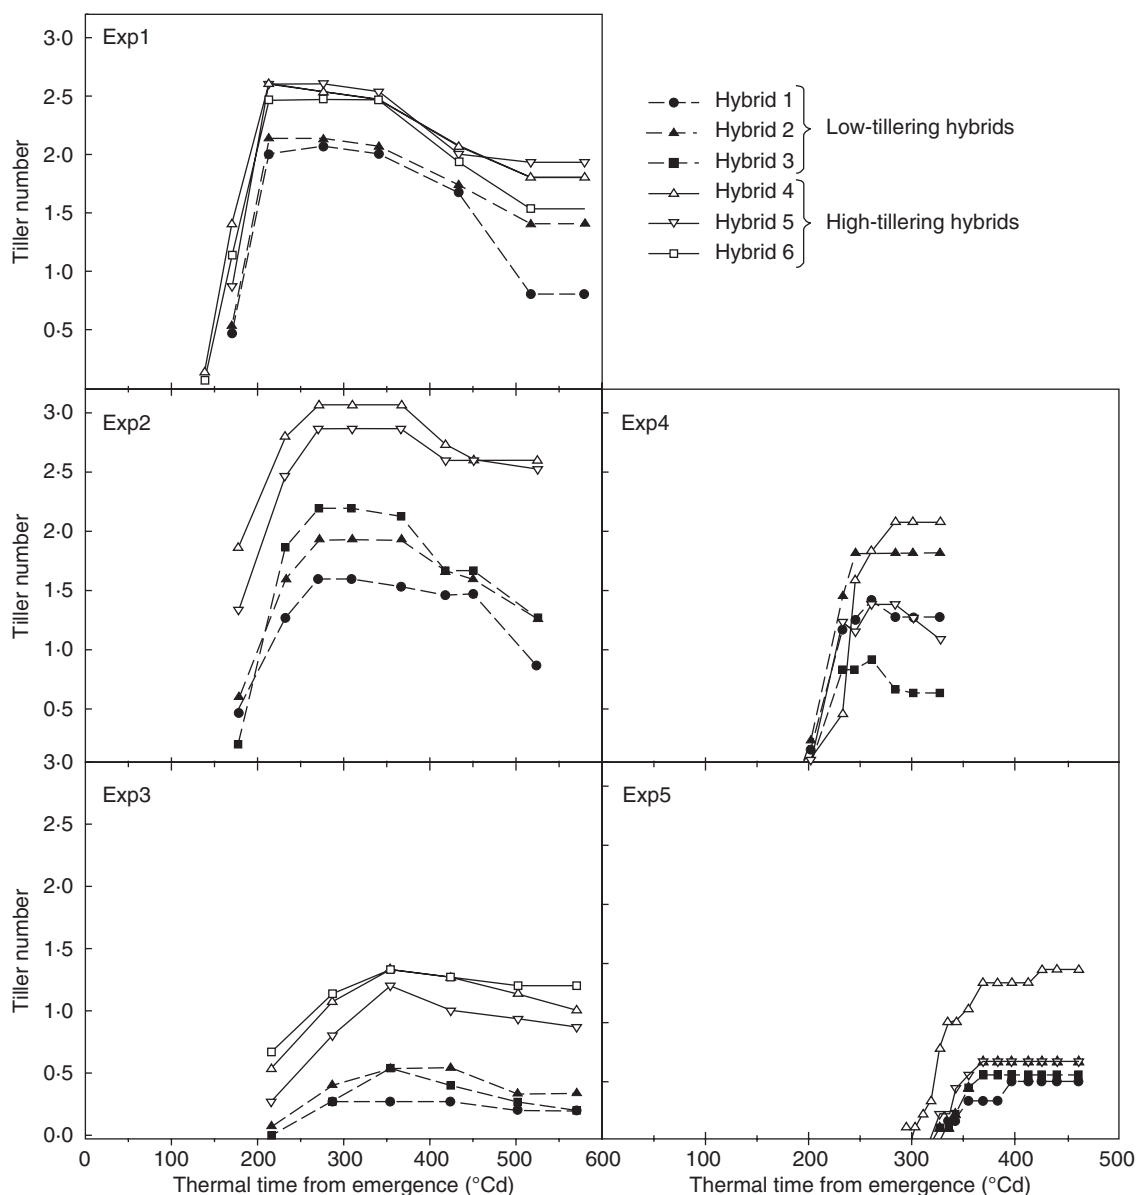 Exp1
3·0
2·5
2·0
1·5
1·0
0·5
Tiller number
Hybrid 1
Hybrid 2
Hybrid 3
Low-tillering hybrids
Hybrid 4
Hybrid 5
Hybrid 6
High-tillering hybrids
Exp2
3·0
2·5
2·0
1·5
1·0
0·5
Tiller number
Exp4
3·0
Exp3
2·5
2·0
1·5
1·0
0·5
0·0
Tiller number
0 100 200 300 400 500 600
Thermal time from emergence (°Cd)
Exp5
200 300 400 500
Thermal time from emergence (°Cd)